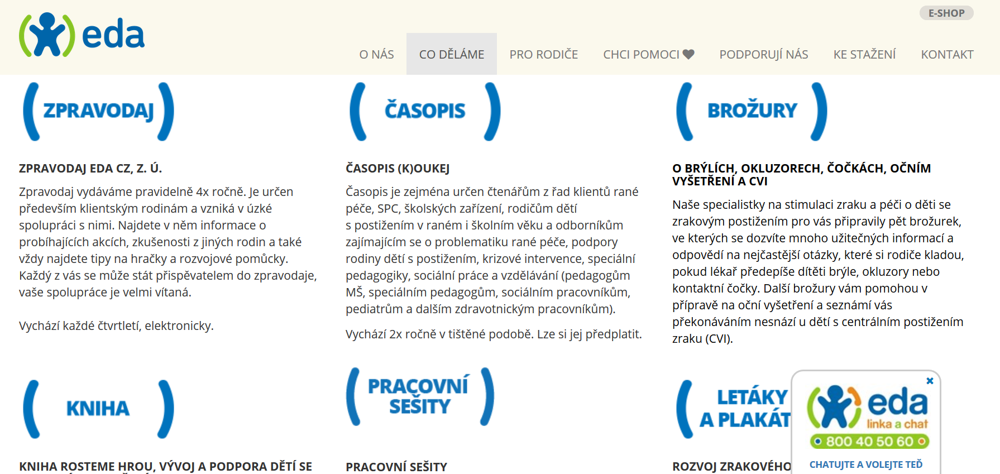 eda
E-SHOP
O NÁS
CO DĚLÁME
PRO RODIČE
CHCI POMOCI
PODPORUJÍ NÁS
KE STAŽENÍ
KONTAKT
ZPRAVODAJ
ZPRAVODAJ EDA CZ, Z. Ú.
Zpravodaj vydáváme pravidelně 4x ročně. Je určen
především klientským rodinám a vzniká v úzké
spolupráci s nimi. Najdete v něm informace o
probíhajících akcích, zkušenosti z jiných rodin a také
vždy najdete tipy na hračky a rozvojové pomůcky.
Každý z vás se může stát přispěvatelem do zpravodaje,
vaše spolupráce je velmi vítaná.
Vychází každé čtvrtletí, elektronicky.
ČASOPIS
ČASOPIS (K)OUKEJ
Časopis je zejména určen čtenářům z řad klientů rané
péče, SPC, školských zařízení, rodičům dětí
s postižením v raném i školním věku a odborníkům
zajímajícím se o problematiku rané péče, podpory
rodiny dětí s postižením, krizové intervence, speciální
pedagogiky, sociální práce a vzdělávání (pedagogům
MŠ, speciálním pedagogům, sociálním pracovníkům,
pediatrům a dalším zdravotnickým pracovníkům).
Vychází 2x ročně v tištěné podobě. Lze si jej předplatit.
BROŽURY
O BRÝLÍCH, OKLUZORECH, ČOČKÁCH, OČNÍM
VYŠETŘENÍ A CVI
Naše specialistky na stimulaci zraku a péči o děti se
zrakovým postižením pro vás připravily pět brožurek,
ve kterých se dozvíte mnoho užitečných informací a
odpovědí na nejčastější otázky, které si rodiče kladou,
pokud lékař předepíše dítěti brýle, okluzory nebo
kontaktní čočky. Další brožury vám pomohou v
přípravě na oční vyšetření a seznámí vás
překonáváním nesnází u dětí s centrálním postižením
zraku (CVI).
KNIHA
KNIHA ROSTEME HROU, VÝVOJ A PODPORA DĚTÍ SE
PRACOVNÍ
SEŠITY
PRACOVNÍ SEŠITY
LETÁKY
A PLAKÁT
ROZVOJ ZRAKOVÉHO
eda
linka a chat
800 40 50 60
CHATUJTE A VOLEJTE TEĎ